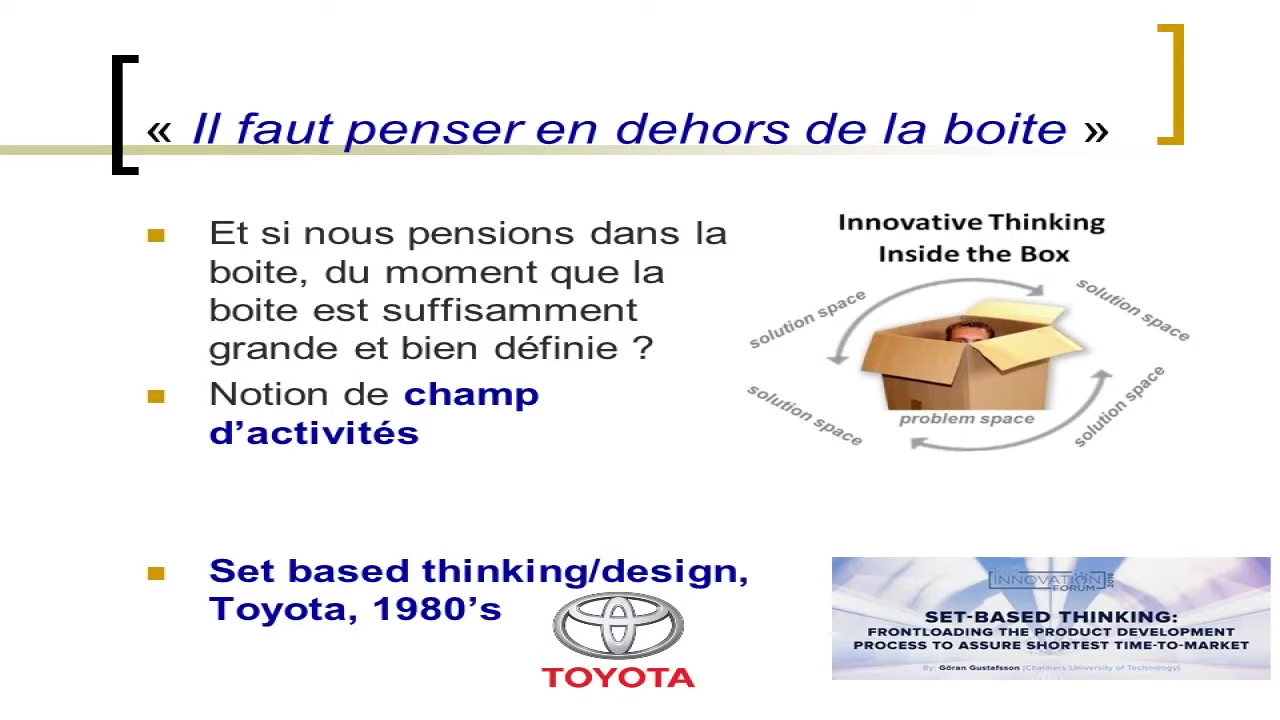 « Il faut penser en dehors de la boite »
Et si nous pensions dans la
boite, du moment que la
boite est suffisamment
grande et bien définie ?
Notion de champ
d’activités
Innovative Thinking
Inside the Box
solution space
solution space
solution space
solution space
problem space
Set based thinking/design,
Toyota, 1980’s
TOYOTA
INNOVATION
FORUM
2016
SET-BASED THINKING:
FRONTLOADING THE PRODUCT DEVELOPMENT
PROCESS TO ASSURE SHORTEST TIME-TO-MARKET
By: Göran Gustafsson (Chalmers University of Technology)